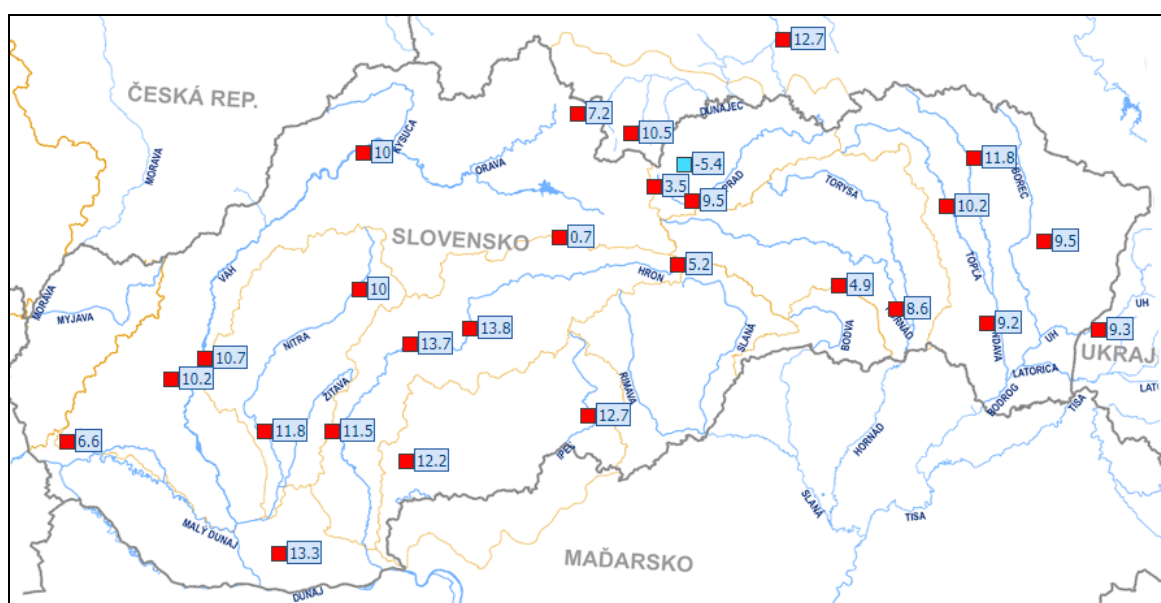 12.7
ČESKÁ REP.
7.2
DUNAJEC
10.5
KYSUCA
10
MORAVA
ORAVA
-5.4
11.8
3.5
9.5
PRAD
TORYSA
10.2
SLOVENSKO
0.7
9.5
VÁH
HRON
5.2
TOPĽA
10
4.9
MORAVA
MYJAVA
8.6
NITRA
13.8
13.7
BODVA
SLANÁ
9.2
NDAVA
UH
UH
9.3
UKRAJ
10.7
10.2
ŽITAVA
RIMAVA
LATORICA
LAT
BODROG
TISA
12.7
11.8
11.5
6.6
IPEĽ
HORNÁD
12.2
SLANÁ
TISA
MALÝ DUNAJ
13.3
MAĎARSKO
DUNAJ